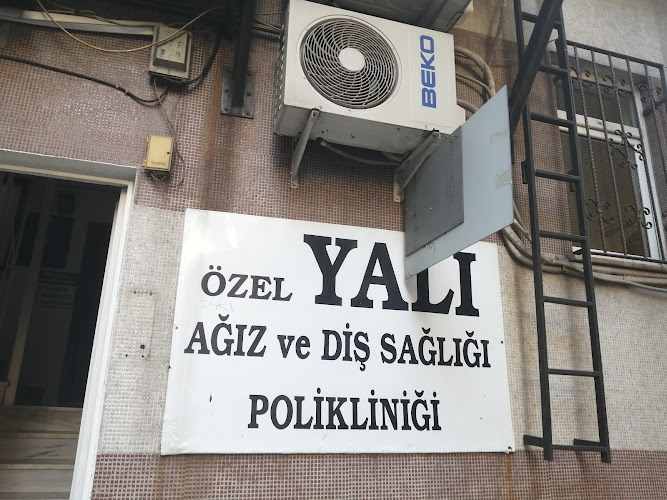 BEKO
ÖZEL YALI
AĞIZ ve DİŞ SAĞLIĞI
POLİKLİNİĞİ